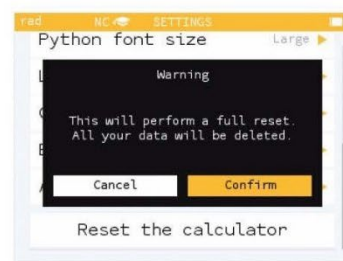 rad NC SETTINGS
Python font size Large
Warning
This will perform a full reset.
All your data will be deleted.
Cancel Confirm
Reset the calculator